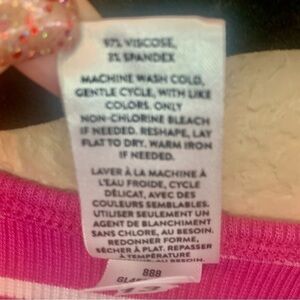 97% VISCOSE,
3% SPANDEX
MACHINE WASH COLD,
GENTLE CYCLE, WITH LIKE
COLORS. ONLY
NON-CHLORINE BLEACH
IF NEEDED. RESHAPE, LAY
FLAT TO DRY. WARM IRON
IF NEEDED.
LAVER À LA MACHINE À
L'EAU FROIDE, CYCLE
DÉLICAT, AVEC DES
COULEURS SEMBLABLES.
UTILISER SEULEMENT UN
AGENT DE BLANCHIMENT
SANS CHLORE, AU BESOIN.
REDONNER FORME,
SÉCHER À PLAT. REPASSER
À TEMPÉRATURE
AU BESOIN.
888